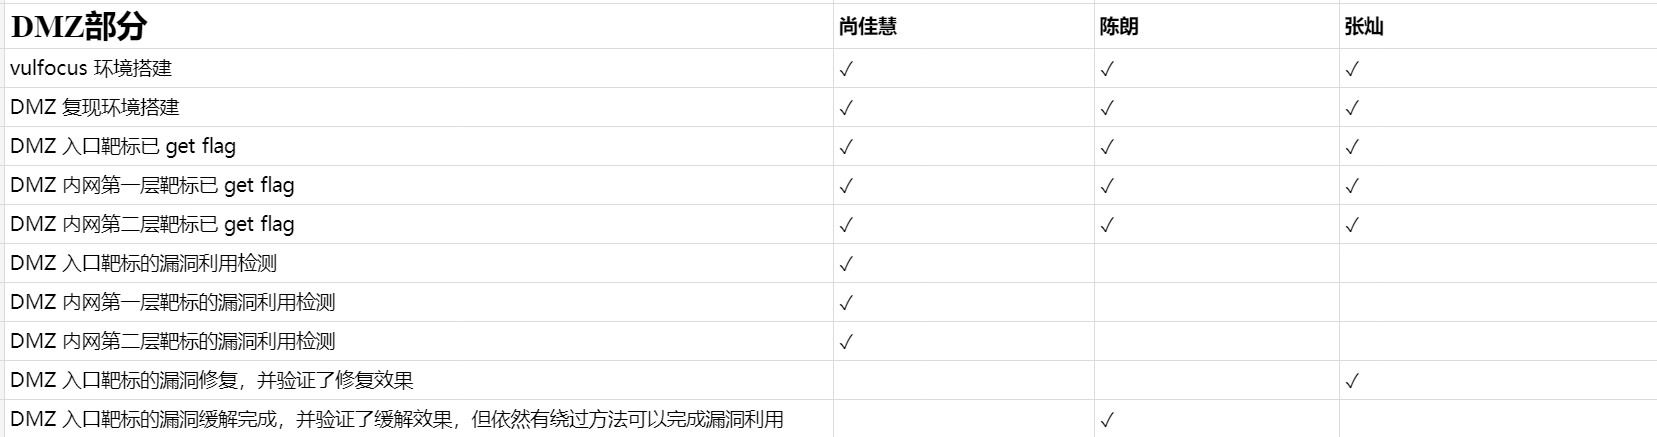 DMZ部分 尚佳慧 陈朗 张灿
vulfocus 环境搭建 ✓ ✓ ✓
DMZ 复现环境搭建 ✓ ✓ ✓
DMZ 入口靶标已 get flag ✓ ✓ ✓
DMZ 内网第一层靶标已 get flag ✓ ✓ ✓
DMZ 内网第二层靶标已 get flag ✓ ✓ ✓
DMZ 入口靶标的漏洞利用检测 ✓
DMZ 内网第一层靶标的漏洞利用检测 ✓
DMZ 内网第二层靶标的漏洞利用检测 ✓
DMZ 入口靶标的漏洞修复，并验证了修复效果 ✓
DMZ 入口靶标的漏洞缓解完成，并验证了缓解效果，但依然有绕过方法可以完成漏洞利用 ✓